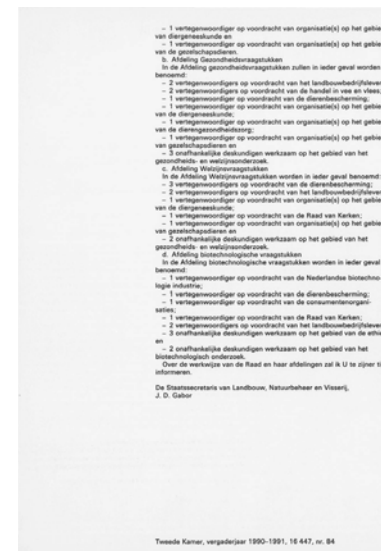 – 1 vertegenwoordiger op voordracht van organisatie(s) op het gebie
van diergeneeskunde en
– 1 vertegenwoordiger op voordracht van organisatie(s) op het gebie
van de gezelschapsdieren.
b. Afdeling Gezondheidsvraagstukken
In de Afdeling gezondheidsvraagstukken zullen in ieder geval worden
benoemd:
– 2 vertegenwoordigers op voordracht van het landbouwbedrijfsleven
– 2 vertegenwoordigers op voordracht van de handel in vee en vlees;
– 1 vertegenwoordiger op voordracht van de dierenbescherming;
– 1 vertegenwoordiger op voordracht van organisatie(s) op het gebie
van de diergeneeskunde;
– 1 vertegenwoordiger op voordracht van organisatie(s) op het gebie
van de dierengezondheidszorg;
– 1 vertegenwoordiger op voordracht van organisatie(s) op het gebie
van gezelschapsdieren en
– 3 onafhankelijke deskundigen werkzaam op het gebied van het
gezondheids- en welzijnsonderzoek.
c. Afdeling Welzijnsvraagstukken
In de Afdeling Welzijnsvraagstukken worden in ieder geval benoemd:
– 3 vertegenwoordigers op voordracht van de dierenbescherming;
– 2 vertegenwoordigers op voordracht van het landbouwbedrijfsleven
– 1 vertegenwoordiger op voordracht van organisatie(s) op het gebie
van de diergeneeskunde;
– 1 vertegenwoordiger op voordracht van de Raad van Kerken;
– 1 vertegenwoordiger op voordracht van organisatie(s) op het gebie
van gezelschapsdieren en
– 2 onafhankelijke deskundigen werkzaam op het gebied van het
gezondheids- en welzijnsonderzoek.
d. Afdeling biotechnologische vraagstukken
In de Afdeling biotechnologische vraagstukken worden in ieder geval
benoemd:
– 1 vertegenwoordiger op voordracht van de Nederlandse biotechno-
logie industrie;
– 1 vertegenwoordiger op voordracht van de dierenbescherming;
– 1 vertegenwoordiger op voordracht van de consumentenorgani-
saties;
– 1 vertegenwoordiger op voordracht van de Raad van Kerken;
– 2 vertegenwoordigers op voordracht van het landbouwbedrijfsleven
– 3 onafhankelijke deskundigen werkzaam op het gebied van de ethie
en
– 2 onafhankelijke deskundigen werkzaam op het gebied van het
biotechnologisch onderzoek.
Over de werkwijze van de Raad en haar afdelingen zal ik U te zijner ti
informeren.
De Staatssecretaris van Landbouw, Natuurbeheer en Visserij,
J. D. Gabor
Tweede Kamer, vergaderjaar 1990-1991, 16 447, nr. 84